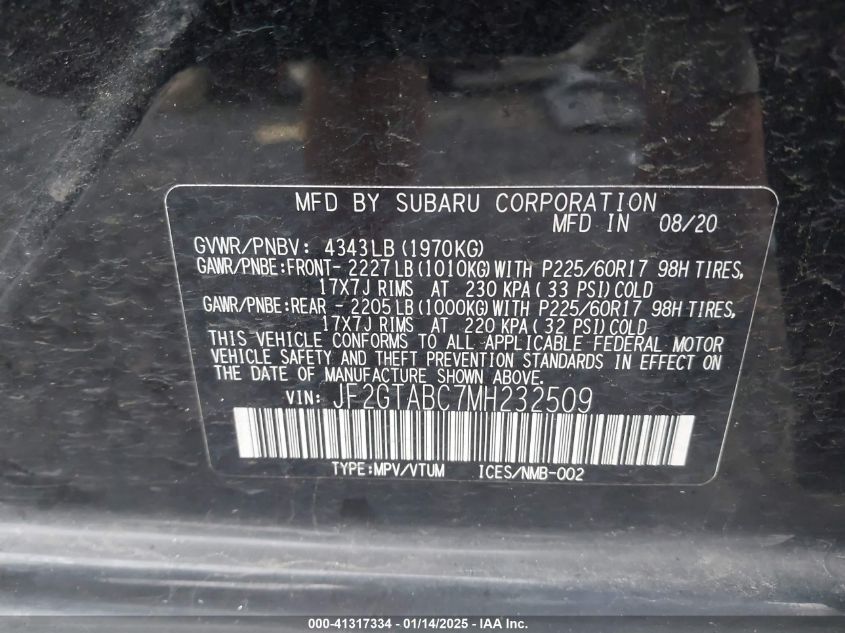 MFD BY SUBARU CORPORATION
MFD IN 08/20
GVWR/PNBV: 4343LB (1970KG)
GAWR/PNBE:FRONT- 2227 LB (1010KG) WITH P225/60R17 98H TIRES,
17X7J RIMS AT 230 KPA ( 33 PSI) COLD
GAWR/PNBE:REAR - 2205 LB (1000KG) WITH P225/60R17 98H TIRES,
17X7J RIMS AT 220 KPA ( 32 PSI) COLD
THIS VEHICLE CONFORMS TO ALL APPLICABLE FEDERAL MOTOR
VEHICLE SAFETY AND THEFT PREVENTION STANDARDS IN EFFECT ON
THE DATE OF MANUFACTURE SHOWN ABOVE.
VIN: JF2GTABC7MH232509
TYPE:MPV/VTUM ICES/NMB-002
000-41317334 - 01/14/2025 - IAA Inc.